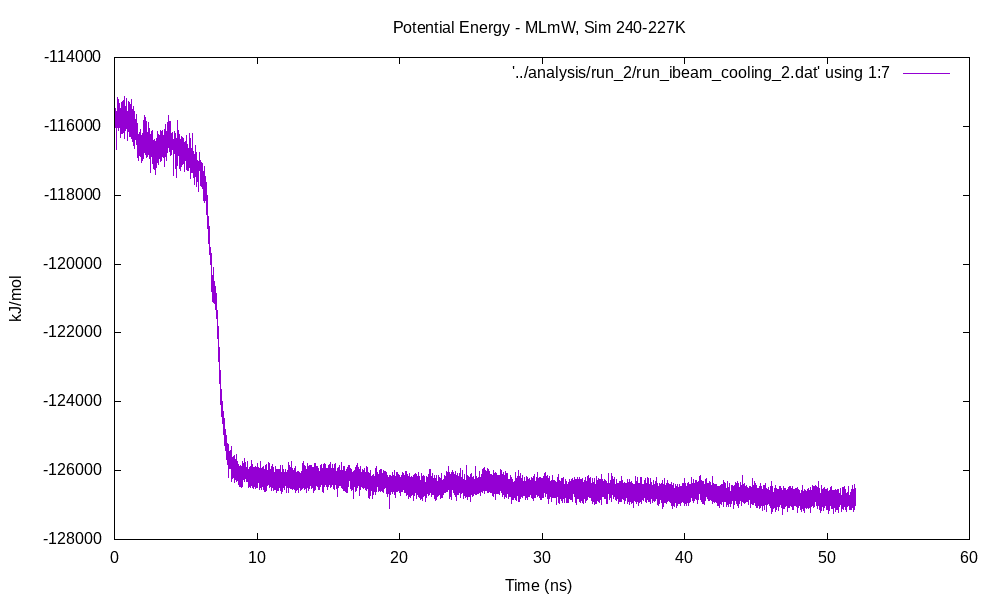 Potential Energy - MLmW, Sim 240-227K
'../analysis/run_2/run_ibeam_cooling_2.dat' using 1:7
-114000
-116000
-118000
-120000
-122000
-124000
-126000
-128000
kJ/mol
0 10 20 30 40 50 60
Time (ns)